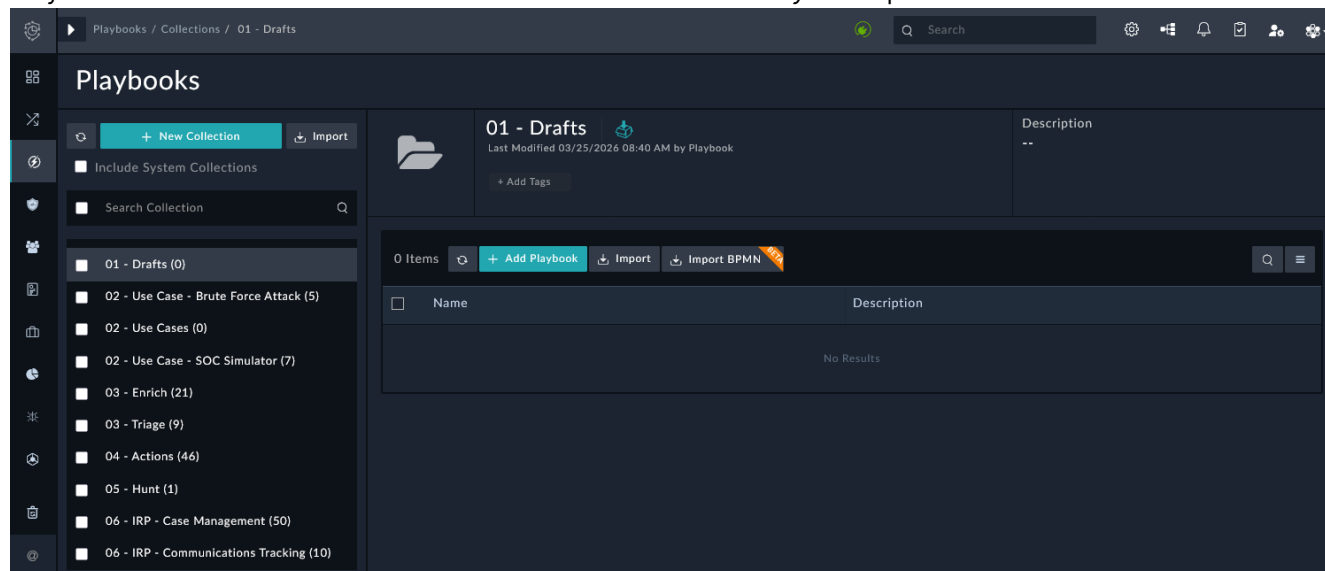 Playbooks / Collections / 01 - Drafts
Search
Playbooks
+ New Collection
Import
Include System Collections
Search Collection
01 - Drafts (0)
02 - Use Case - Brute Force Attack (5)
02 - Use Cases (0)
02 - Use Case - SOC Simulator (7)
03 - Enrich (21)
03 - Triage (9)
04 - Actions (46)
05 - Hunt (1)
06 - IRP - Case Management (50)
06 - IRP - Communications Tracking (10)
01 - Drafts
Last Modified 03/25/2026 08:40 AM by Playbook
+ Add Tags
Description
--
0 Items
+ Add Playbook
Import
Import BPMN
BETA
Name
Description
No Results